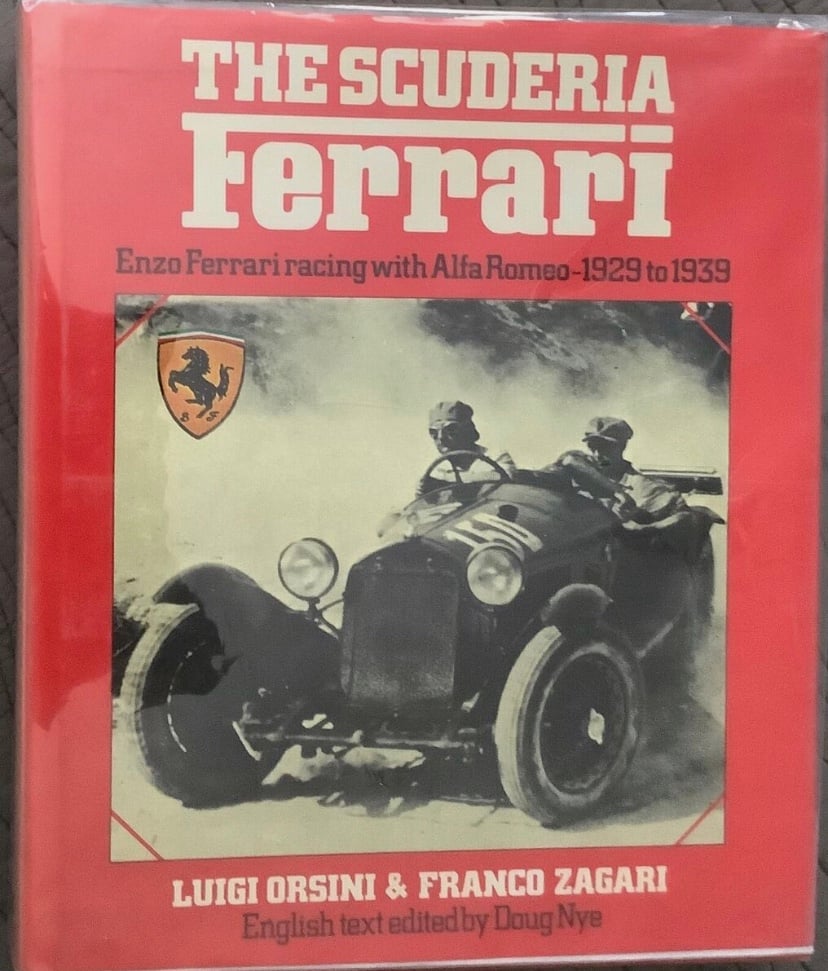 THE SCUDERIA
Ferrari
Enzo Ferrari racing with Alfa Romeo-1929 to 1939
S F
110
LUIGI ORSINI & FRANCO ZAGARI
English text edited by Doug Nye